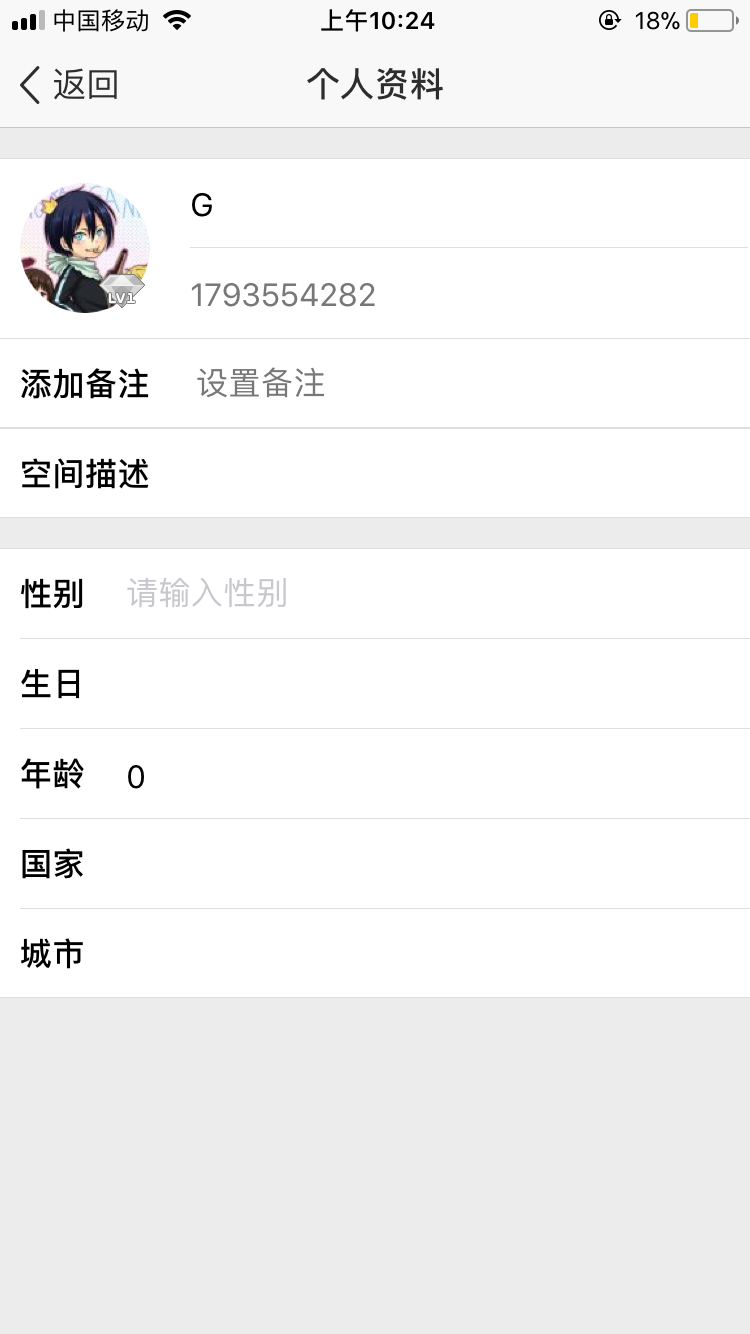 中国移动 上午10:24 18%
返回 个人资料
G
LV1
1793554282
添加备注 设置备注
空间描述
性别 请输入性别
生日
年龄 0
国家
城市